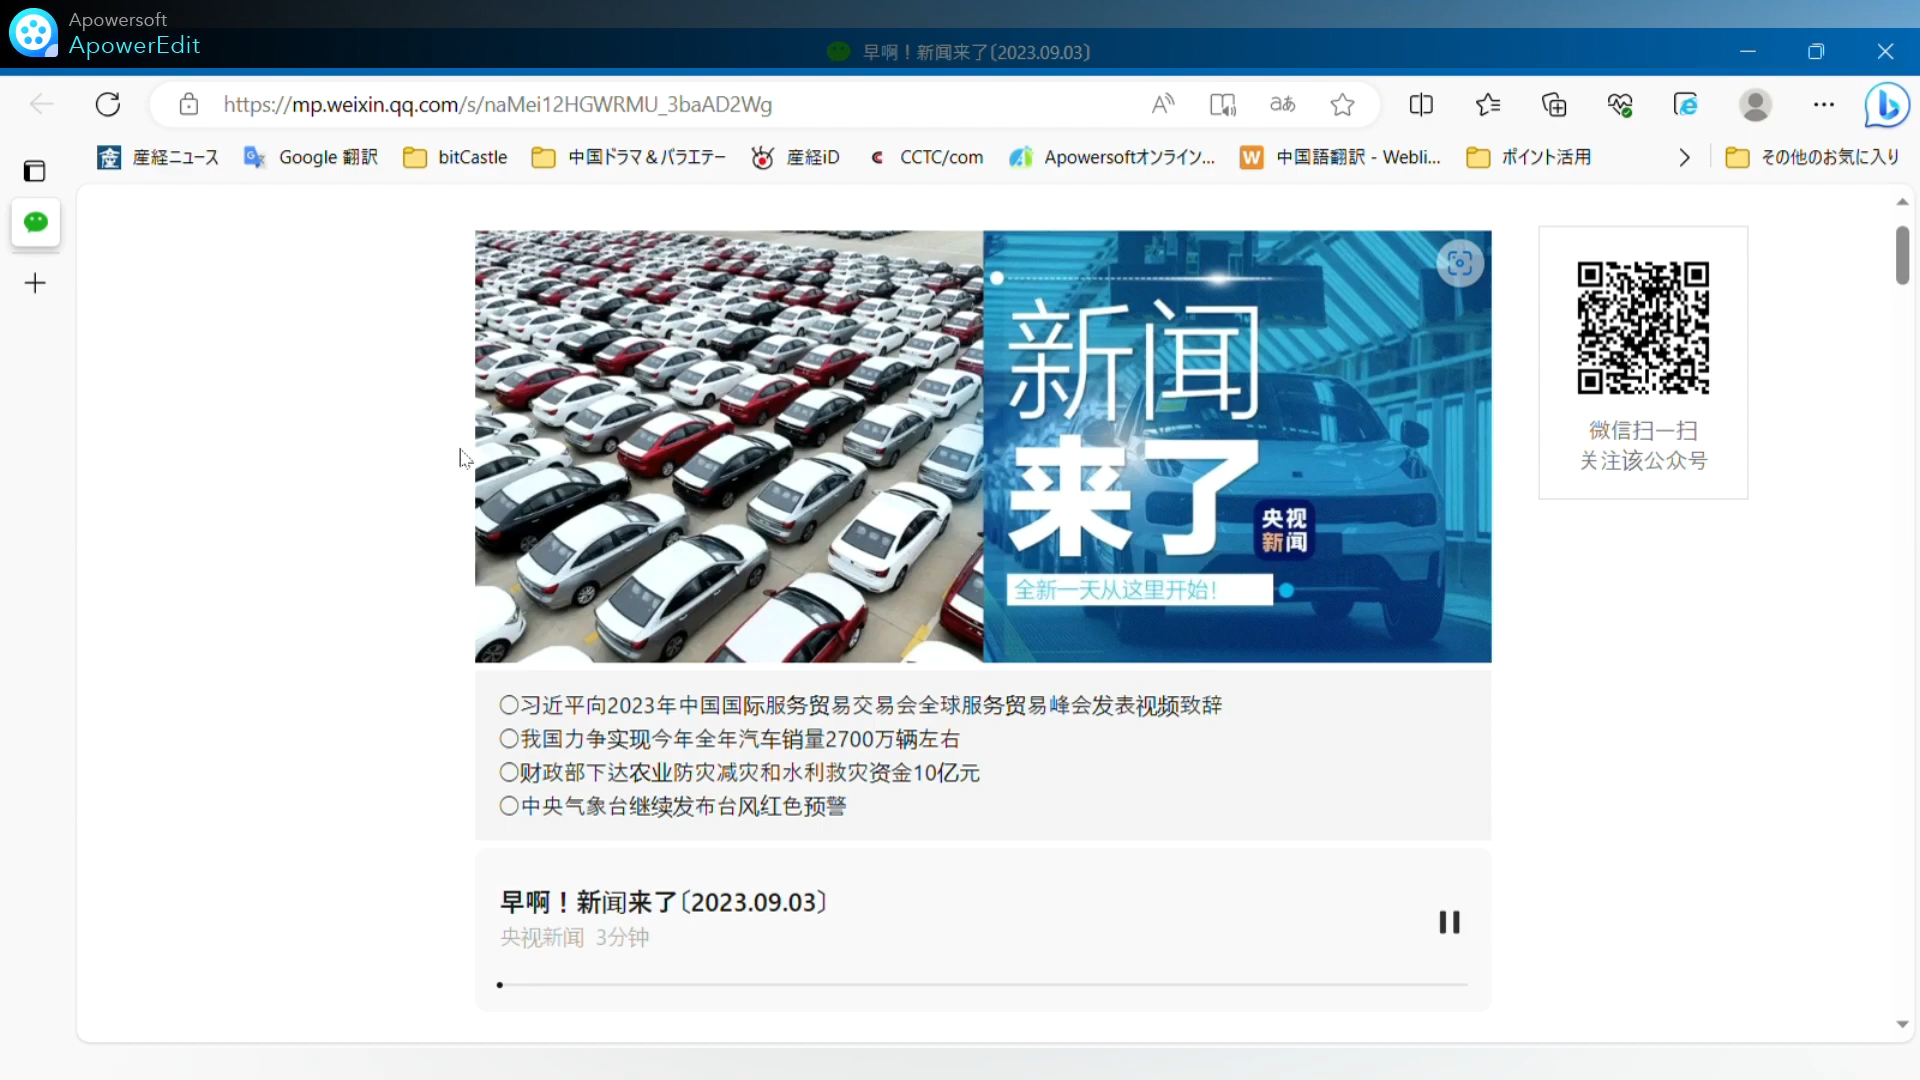 Apowersoft
ApowerEdit
早啊！新闻来了〔2023.09.03〕
https://mp.weixin.qq.com/s/naMei12HGWRMU_3baAD2Wg
産経ニュース
Google 翻訳
bitCastle
中国ドラマ＆バラエテー
産経iD
CCTC/com
Apowersoftオンライン...
中国語翻訳 - Webli...
ポイント活用
その他のお気に入り
新闻
来了
央视
新闻
全新一天从这里开始！
微信扫一扫
关注该公众号
〇习近平向2023年中国国际服务贸易交易会全球服务贸易峰会发表视频致辞
〇我国力争实现今年全年汽车销量2700万辆左右
〇财政部下达农业防灾减灾和水利救灾资金10亿元
〇中央气象台继续发布台风红色预警
早啊！新闻来了〔2023.09.03〕
央视新闻 3分钟